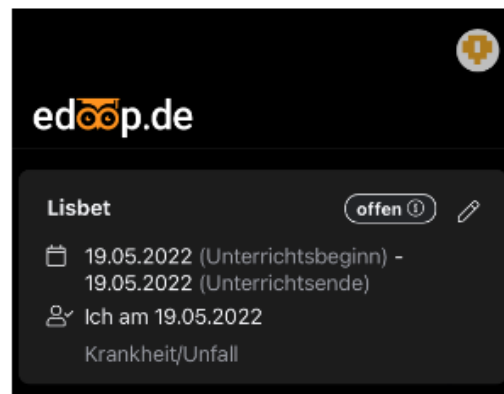 edoop.de
Lisbet
offen
19.05.2022 (Unterrichtsbeginn) -
19.05.2022 (Unterrichtsende)
Ich am 19.05.2022
Krankheit/Unfall